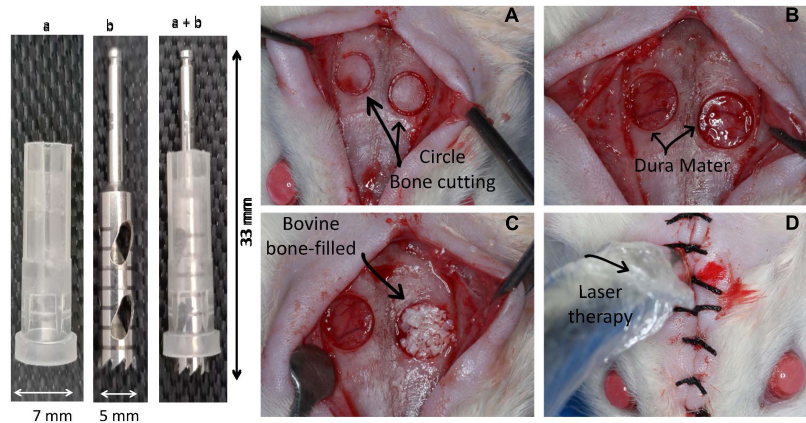 a
b
a + b
33 mm
7 mm
5 mm
A
Circle
Bone cutting
B
Dura Mater
C
Bovine
bone-filled
D
Laser
therapy